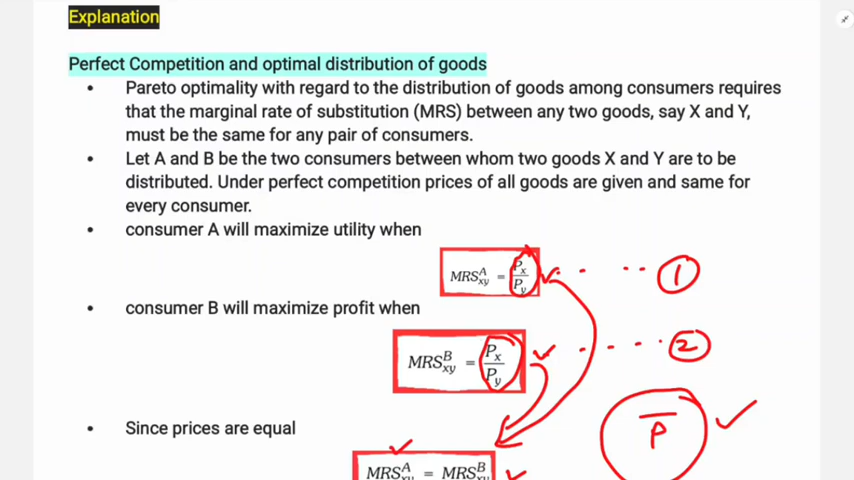 Explanation
Perfect Competition and optimal distribution of goods
• Pareto optimality with regard to the distribution of goods among consumers requires
that the marginal rate of substitution (MRS) between any two goods, say X and Y,
must be the same for any pair of consumers.
• Let A and B be the two consumers between whom two goods X and Y are to be
distributed. Under perfect competition prices of all goods are given and same for
every consumer.
• consumer A will maximize utility when
MRS^A_xy = P_x/P_y ✓ . . . . . ①
• consumer B will maximize profit when
MRS^B_xy = P_x/P_y ✓ . . . . . ②
P̅ ✓
• Since prices are equal
✓
MRS^A_xy = MRS^B_xy ✓